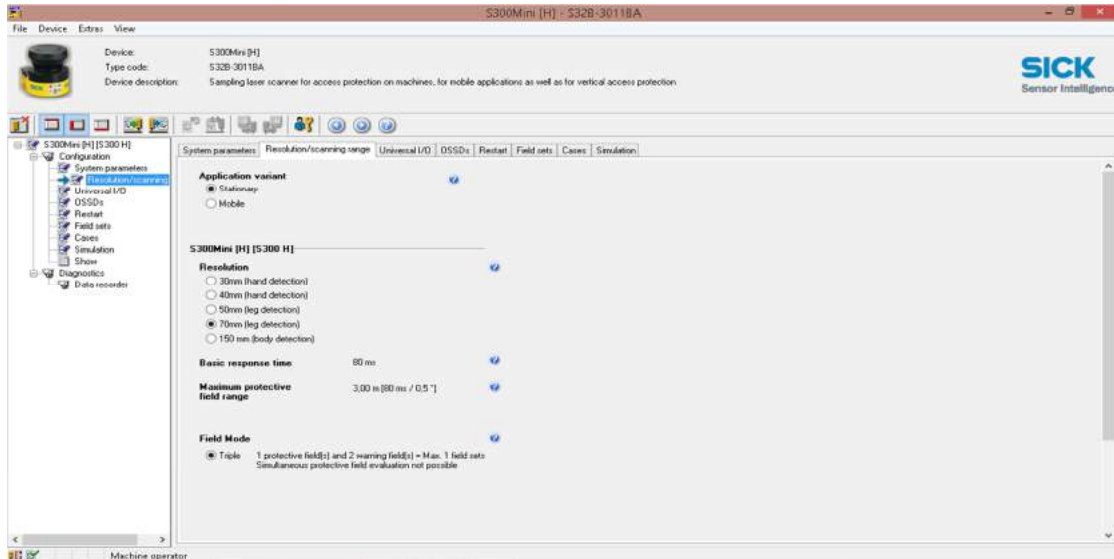 S300Mini [H] - S32B-3011BA
File Device Extras View
Device: S300Mini [H]
Type code: S32B-3011BA
Device description: Sampling laser scanner for access protection on machines, for mobile applications as well as for vertical access protection
SICK
Sensor Intelligence
S300Mini [H] [S300 H]
Configuration
System parameters
Resolution/scanning
Universal I/O
OSSDs
Restart
Field sets
Cases
Simulation
Show
Diagnostics
Data recorder
System parameters Resolution/scanning range Universal I/O OSSDs Restart Field sets Cases Simulation
Application variant
Stationary
Mobile
S300Mini [H] [S300 H]
Resolution
30mm (hand detection)
40mm (hand detection)
50mm (leg detection)
70mm (leg detection)
150 mm (body detection)
Basic response time 80 ms
Maximum protective 3,00 m [80 ms / 0,5 °]
field range
Field Mode
Triple 1 protective field(s) and 2 warning field(s) = Max. 1 field sets
Simultaneous protective field evaluation not possible
Machine operator